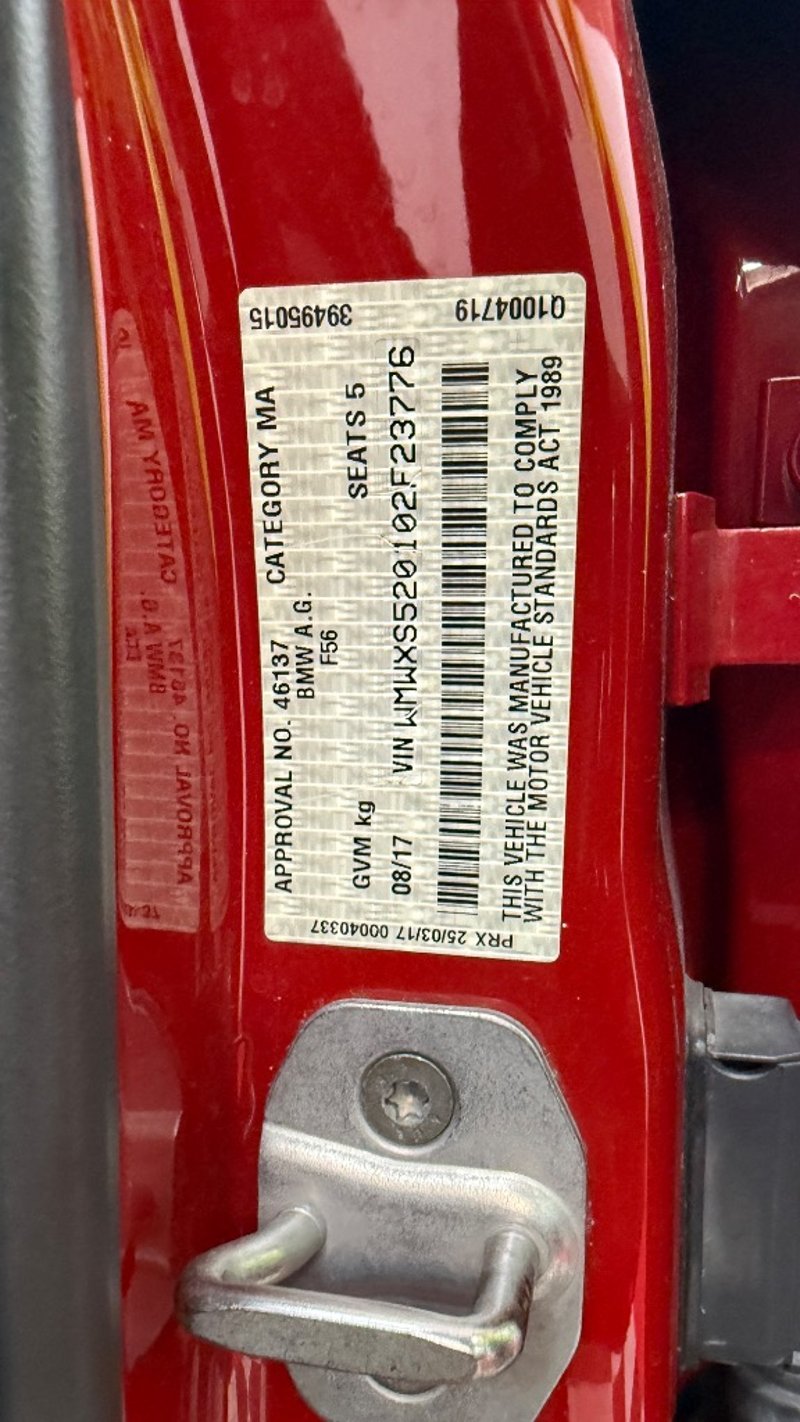 APPROVAL NO. 46137 CATEGORY MA
BMW A.G.
F56
GVM kg SEATS 5
08/17 VIN WMWXS520102F23776
THIS VEHICLE WAS MANUFACTURED TO COMPLY
WITH THE MOTOR VEHICLE STANDARDS ACT 1989
39495015 Q1004719
PRX 25/03/17 00040337